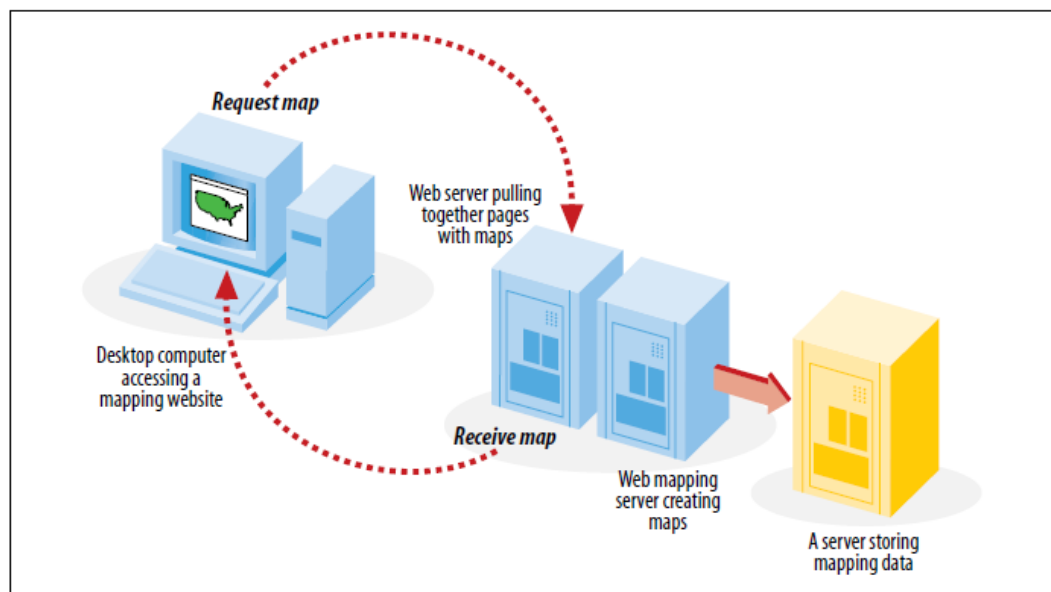 Request map
Web server pulling
together pages
with maps
Desktop computer
accessing a
mapping website
Receive map
Web mapping
server creating
maps
A server storing
mapping data